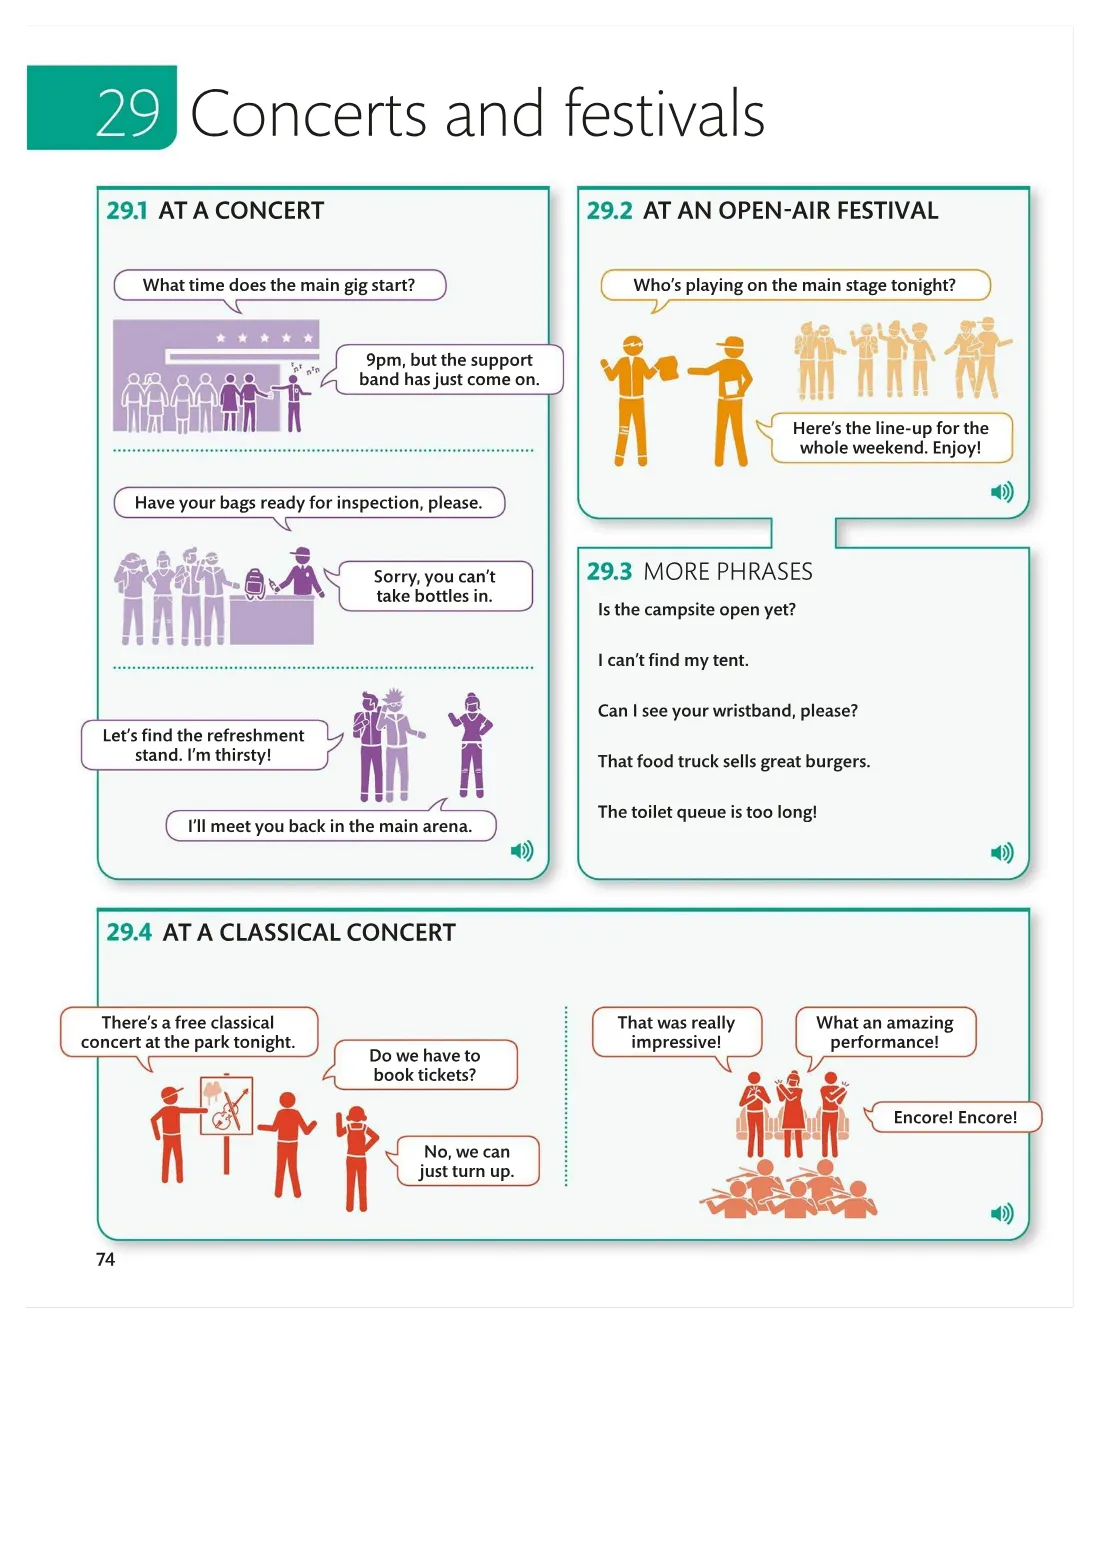 29 Concerts and festivals
29.1 AT A CONCERT
What time does the main gig start?
9pm, but the support
band has just come on.
Have your bags ready for inspection, please.
Sorry, you can't
take bottles in.
Let's find the refreshment
stand. I'm thirsty!
I'll meet you back in the main arena.
29.2 AT AN OPEN-AIR FESTIVAL
Who's playing on the main stage tonight?
Here's the line-up for the
whole weekend. Enjoy!
29.3 MORE PHRASES
Is the campsite open yet?
I can't find my tent.
Can I see your wristband, please?
That food truck sells great burgers.
The toilet queue is too long!
29.4 AT A CLASSICAL CONCERT
There's a free classical
concert at the park tonight.
Do we have to
book tickets?
No, we can
just turn up.
That was really
impressive!
What an amazing
performance!
Encore! Encore!
74